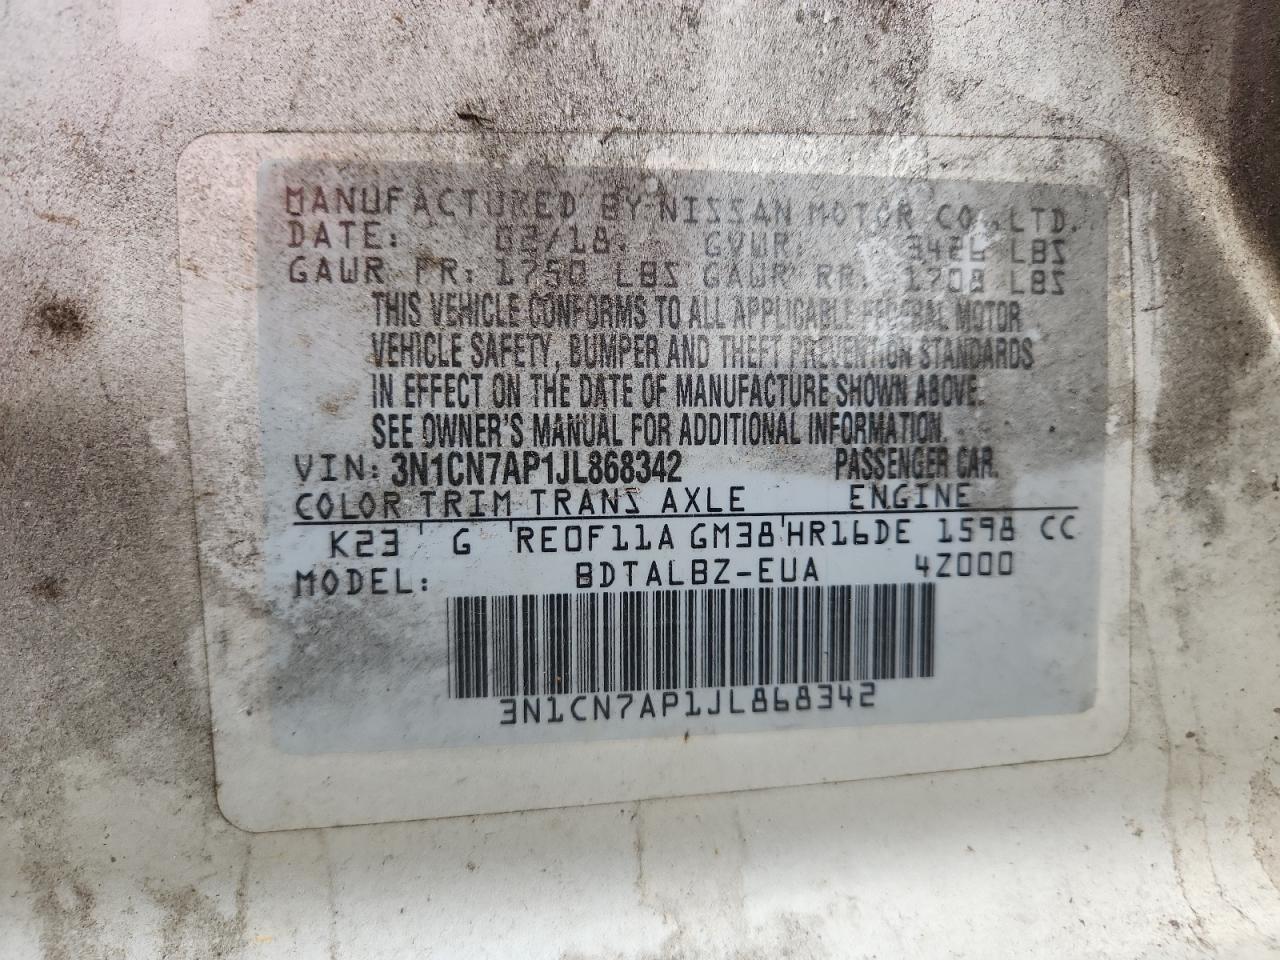 MANUFACTURED BY NISSAN MOTOR CO.,LTD.
DATE: 02/18 GVWR: 3426 LBS
GAWR FR: 1750 LBS GAWR RR: 1708 LBS
THIS VEHICLE CONFORMS TO ALL APPLICABLE FEDERAL MOTOR
VEHICLE SAFETY, BUMPER AND THEFT PREVENTION STANDARDS
IN EFFECT ON THE DATE OF MANUFACTURE SHOWN ABOVE.
SEE OWNER'S MANUAL FOR ADDITIONAL INFORMATION.
VIN: 3N1CN7AP1JL868342 PASSENGER CAR.
COLOR TRIM TRANS AXLE ENGINE
K23 G RE0F11A GM38 HR16DE 1598 CC
MODEL: BDTALBZ-EUA 4Z000
3N1CN7AP1JL868342